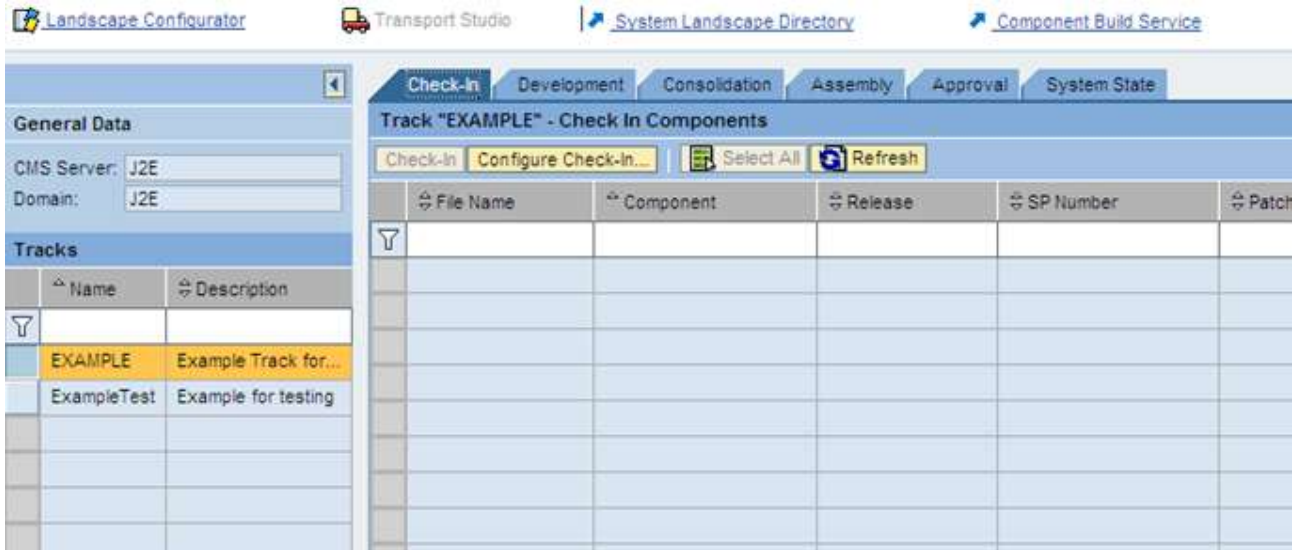 Landscape Configurator Transport Studio System Landscape Directory Component Build Service
Check-In Development Consolidation Assembly Approval System State
General Data
CMS Server: J2E
Domain: J2E
Tracks
Name Description
EXAMPLE Example Track for...
ExampleTest Example for testing
Track "EXAMPLE" - Check In Components
Check-In Configure Check-In... Select All Refresh
File Name Component Release SP Number Patch